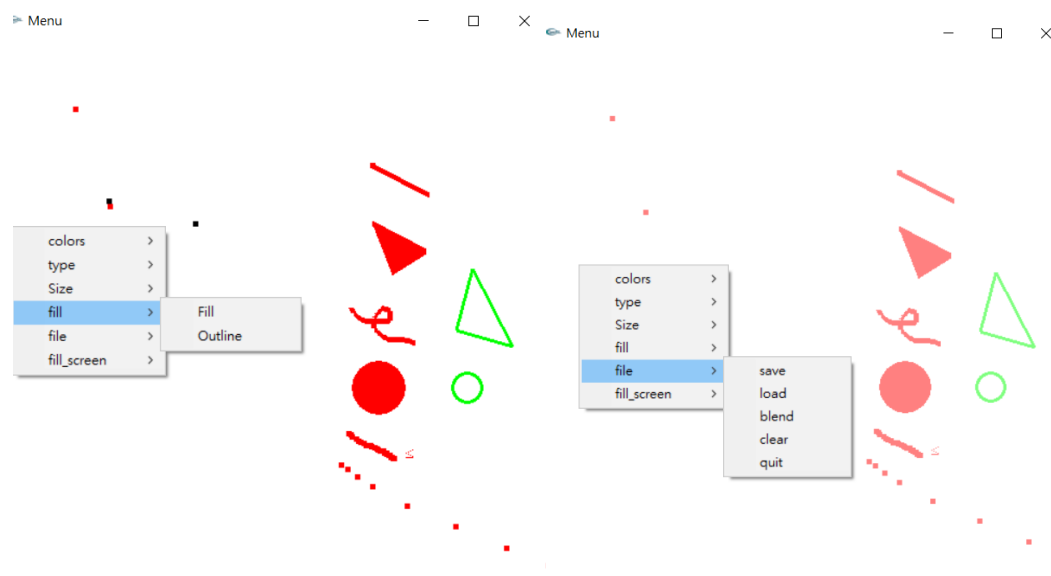 Menu
colors
type
Size
fill
file
fill_screen
Fill
Outline
Menu
colors
type
Size
fill
file
fill_screen
save
load
blend
clear
quit